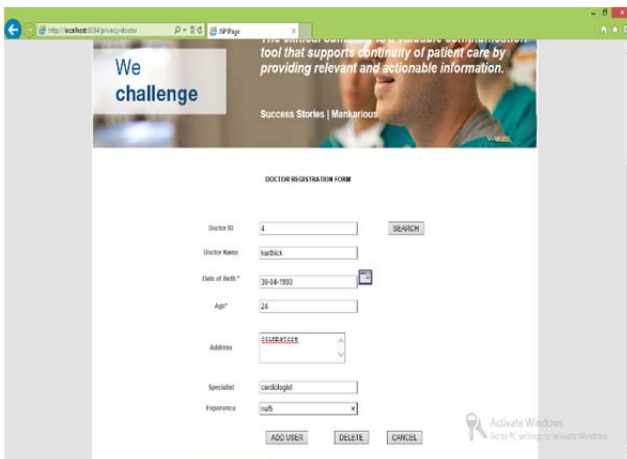 http://localhost:8084/privacy/doctor
JSP Page
tool that supports continuity of patient care by
providing relevant and actionable information.
We
challenge
Success Stories | Mankarious
DOCTOR REGISTRATION FORM
Doctor ID 4 SEARCH
Doctor Name karthick
Date of Birth * 30-04-1993
Age* 24
Address coimbatore
Specialist cardiologist
Experience null
ADD USER DELETE CANCEL
Activate Windows
Go to PC settings to activate Windows.